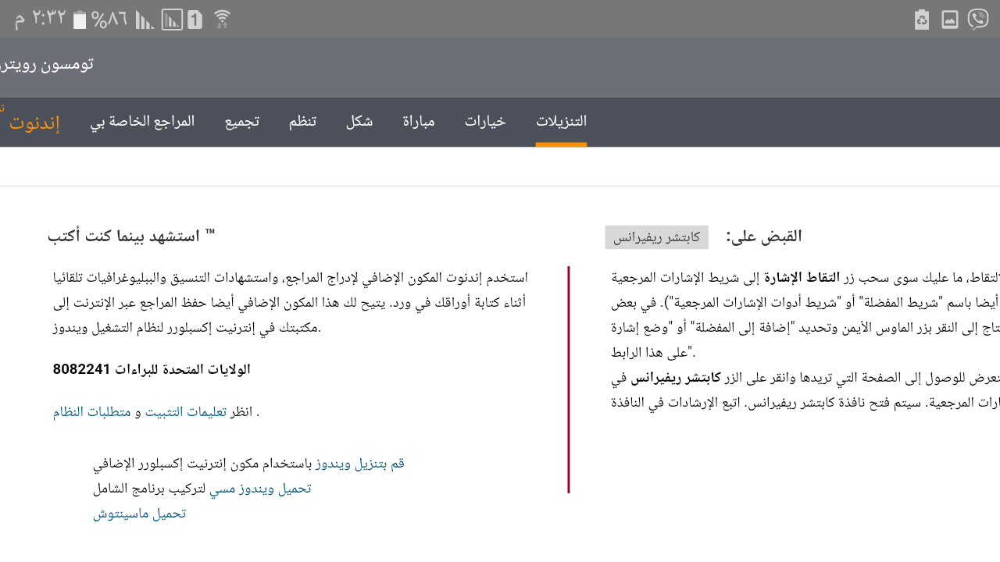 ٢:٣٢ م
٨٦%
1
تومسون رويتر
إندنوت
المراجع الخاصة بي
تجميع
تنظم
شكل
مباراة
خيارات
التنزيلات
استشهد بينما كنت أكتب ™
استخدم إندنوت المكون الإضافي لإدراج المراجع، واستشهادات التنسيق والببليوغرافيات تلقائيا
أثناء كتابة أوراقك في ورد. يتيح لك هذا المكون الإضافي أيضا حفظ المراجع عبر الإنترنت إلى
مكتبتك في إنترنيت إكسبلورر لنظام التشغيل ويندوز.
الولايات المتحدة للبراءات 8082241
انظر تعليمات التثبيت و متطلبات النظام .
قم بتنزيل ويندوز باستخدام مكون إنترنيت إكسبلورر الإضافي
تحميل ويندوز مسي لتركيب برنامج الشامل
تحميل ماسينتوش
القبض على:
كابتشر ريفيرانس
لالتقاط، ما عليك سوى سحب زر التقاط الإشارة إلى شريط الإشارات المرجعية
أيضا باسم "شريط المفضلة" أو "شريط أدوات الإشارات المرجعية"). في بعض
تاج إلى النقر بزر الماوس الأيمن وتحديد "إضافة إلى المفضلة" أو "وضع إشارة
على هذا الرابط".
تعرض للوصول إلى الصفحة التي تريدها وانقر على الزر كابتشر ريفيرانس في
ارات المرجعية. سيتم فتح نافذة كابتشر ريفيرانس. اتبع الإرشادات في النافذة